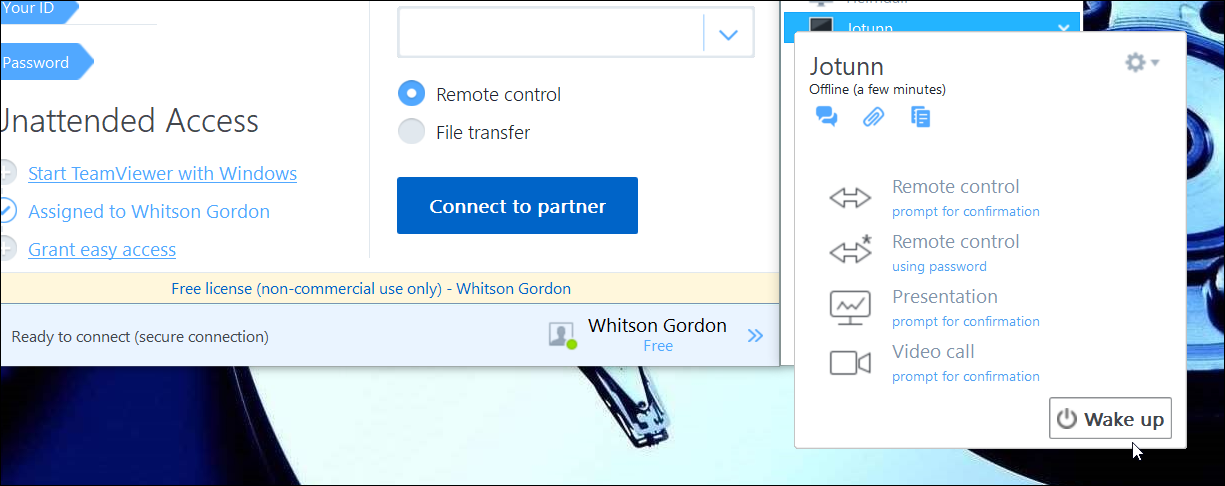 Your ID
Password
Unattended Access
Start TeamViewer with Windows
Assigned to Whitson Gordon
Grant easy access
Remote control
File transfer
Connect to partner
Free license (non-commercial use only) - Whitson Gordon
Ready to connect (secure connection)
Whitson Gordon
Free
Jotunn
Jotunn
Offline (a few minutes)
Remote control
prompt for confirmation
Remote control
using password
Presentation
prompt for confirmation
Video call
prompt for confirmation
Wake up